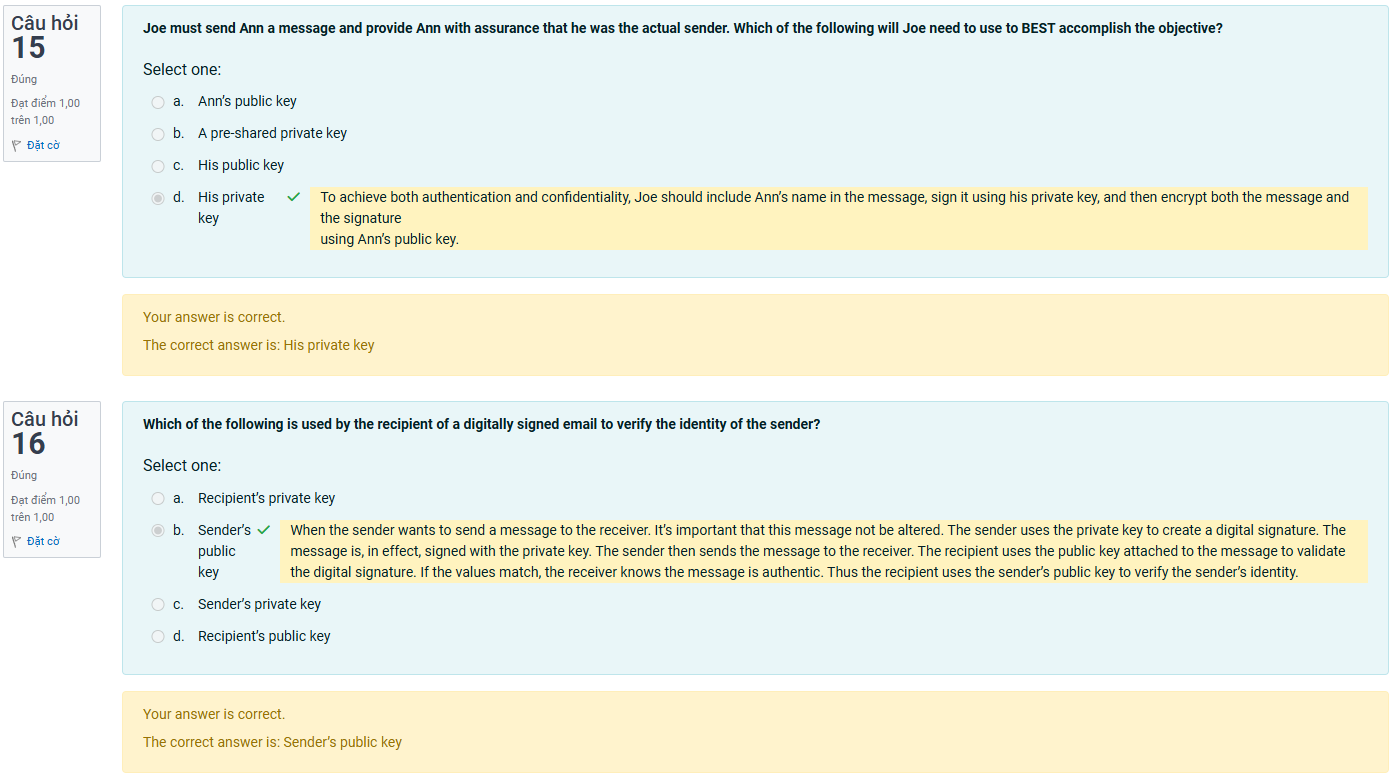 Câu hỏi
15
Đúng
Đạt điểm 1,00
trên 1,00
Đặt cờ
Joe must send Ann a message and provide Ann with assurance that he was the actual sender. Which of the following will Joe need to use to BEST accomplish the objective?
Select one:
a. Ann's public key
b. A pre-shared private key
c. His public key
d. His private
key
To achieve both authentication and confidentiality, Joe should include Ann's name in the message, sign it using his private key, and then encrypt both the message and
the signature
using Ann's public key.
Your answer is correct.
The correct answer is: His private key
Câu hỏi
16
Đúng
Đạt điểm 1,00
trên 1,00
Đặt cờ
Which of the following is used by the recipient of a digitally signed email to verify the identity of the sender?
Select one:
a. Recipient's private key
b. Sender's
public
key
When the sender wants to send a message to the receiver. It's important that this message not be altered. The sender uses the private key to create a digital signature. The
message is, in effect, signed with the private key. The sender then sends the message to the receiver. The recipient uses the public key attached to the message to validate
the digital signature. If the values match, the receiver knows the message is authentic. Thus the recipient uses the sender's public key to verify the sender's identity.
c. Sender's private key
d. Recipient's public key
Your answer is correct.
The correct answer is: Sender's public key